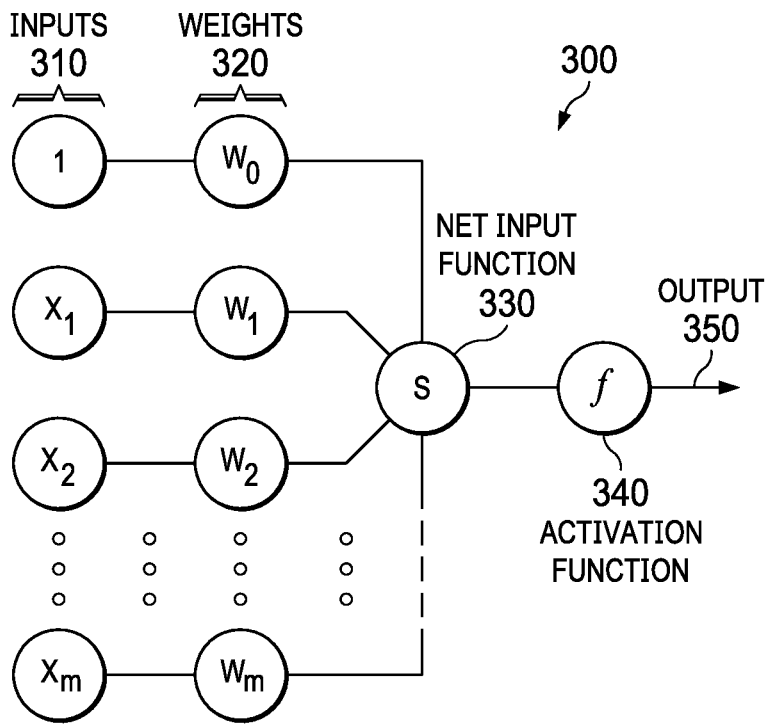 INPUTS
310
WEIGHTS
320
300
1
W0
NET INPUT
FUNCTION
330
X1
W1
OUTPUT
350
S
f
X2
W2
340
ACTIVATION
FUNCTION
Xm
Wm